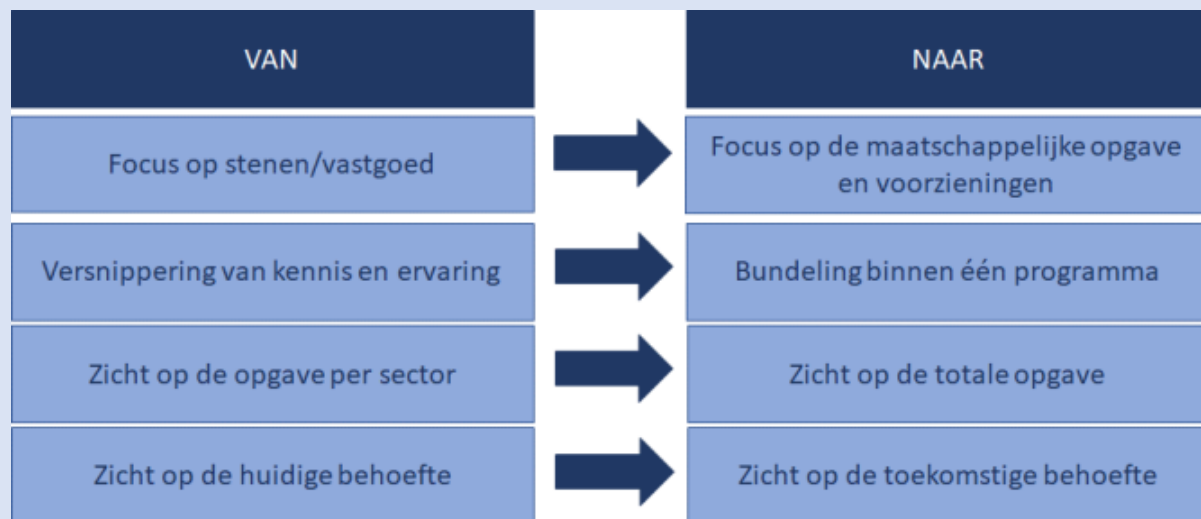 VAN
NAAR
Focus op stenen/vastgoed
Focus op de maatschappelijke opgave
en voorzieningen
Versnippering van kennis en ervaring
Bundeling binnen één programma
Zicht op de opgave per sector
Zicht op de totale opgave
Zicht op de huidige behoefte
Zicht op de toekomstige behoefte